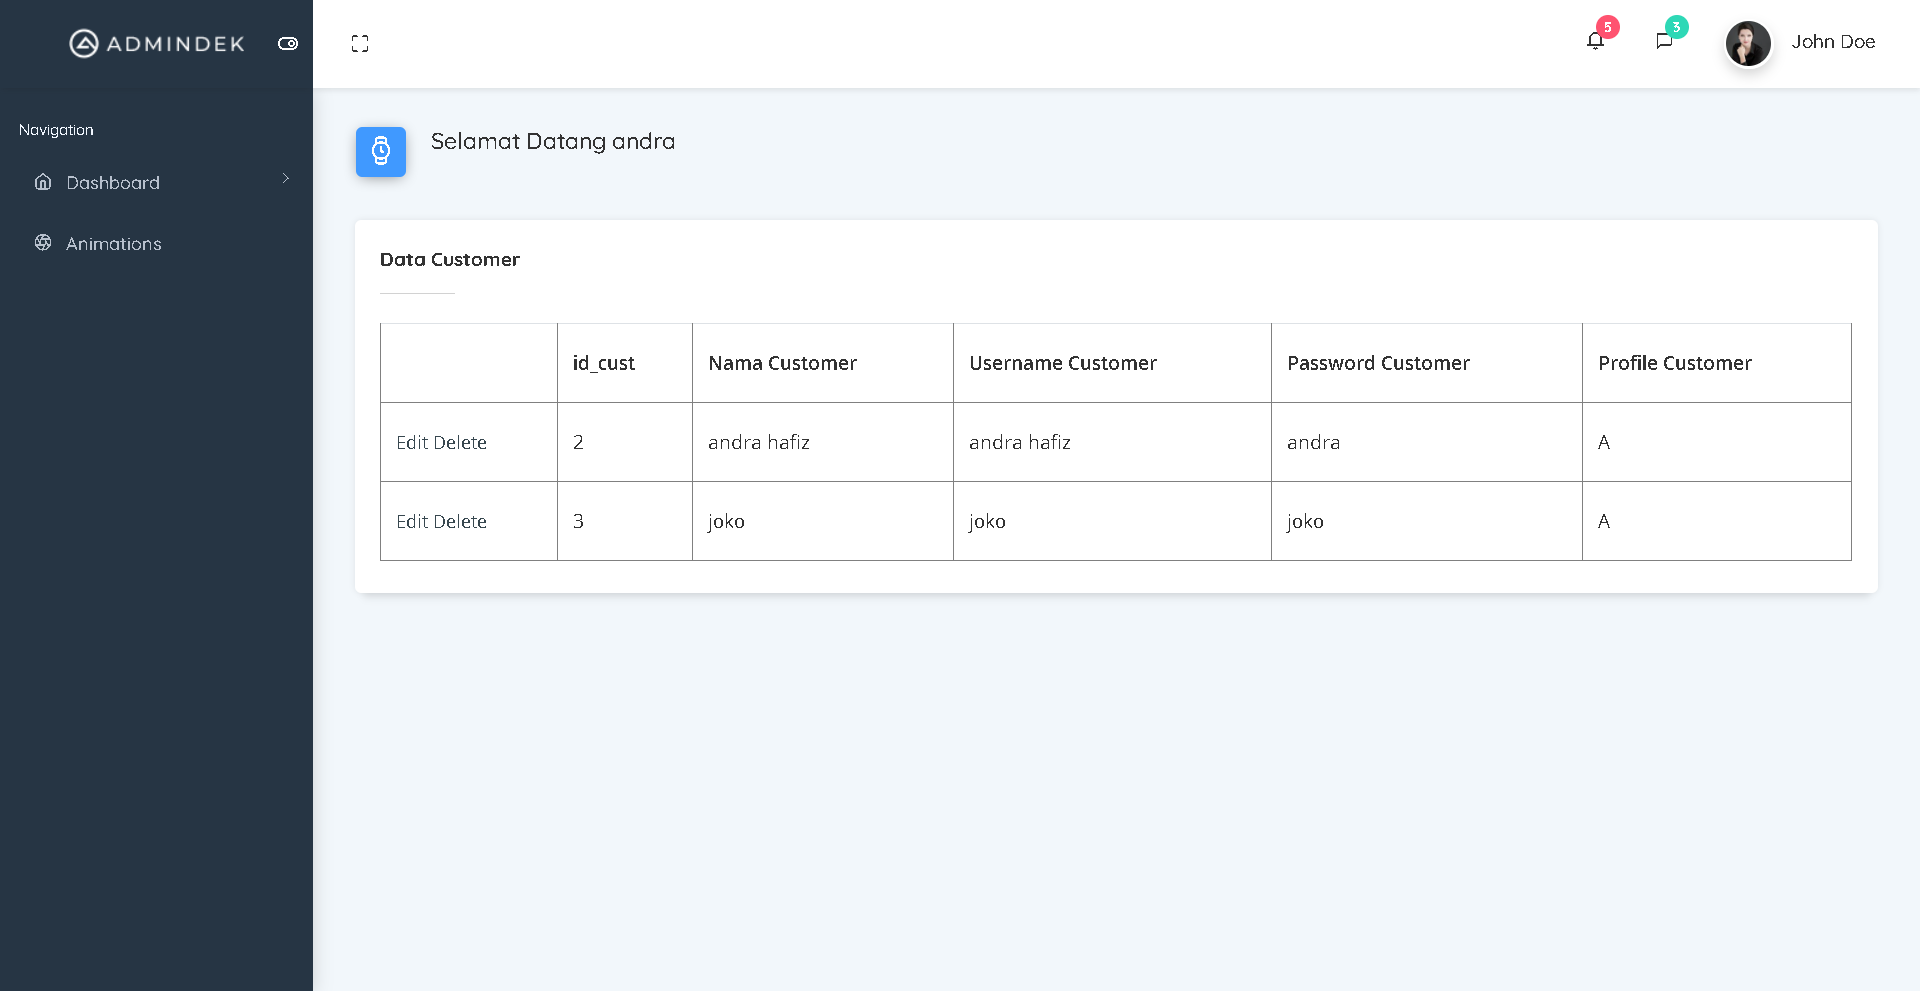 ADMINDEK
5
3
John Doe
Navigation
Dashboard
Animations
Selamat Datang andra
Data Customer
id_cust Nama Customer Username Customer Password Customer Profile Customer
Edit Delete 2 andra hafiz andra hafiz andra A
Edit Delete 3 joko joko joko A